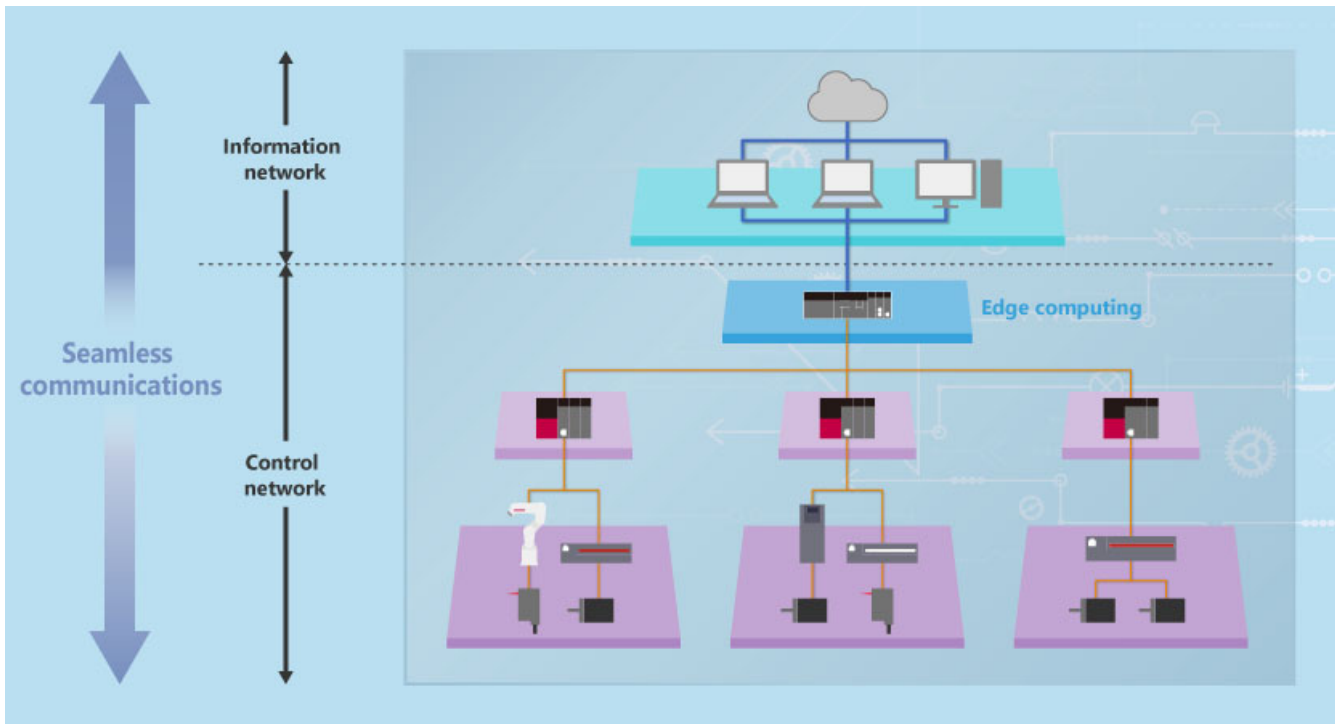 Information
network
Edge computing
Seamless
communications
Control
network